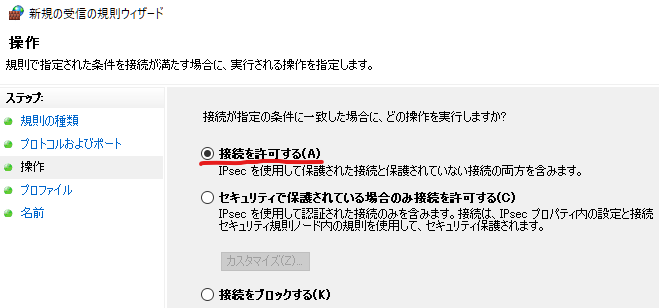 新規の受信の規則ウィザード
操作
規則で指定された条件を接続が満たす場合に、実行される操作を指定します。
ステップ:
規則の種類
プロトコルおよびポート
操作
プロファイル
名前
接続が指定の条件に一致した場合に、どの操作を実行しますか?
接続を許可する(A)
IPsec を使用して保護された接続と保護されていない接続の両方を含みます。
セキュリティで保護されている場合のみ接続を許可する(C)
IPsec を使用して認証された接続のみを含みます。接続は、IPsec プロパティ内の設定と接続
セキュリティ規則ノード内の規則を使用して、セキュリティ保護されます。
カスタマイズ(Z)...
接続をブロックする(K)